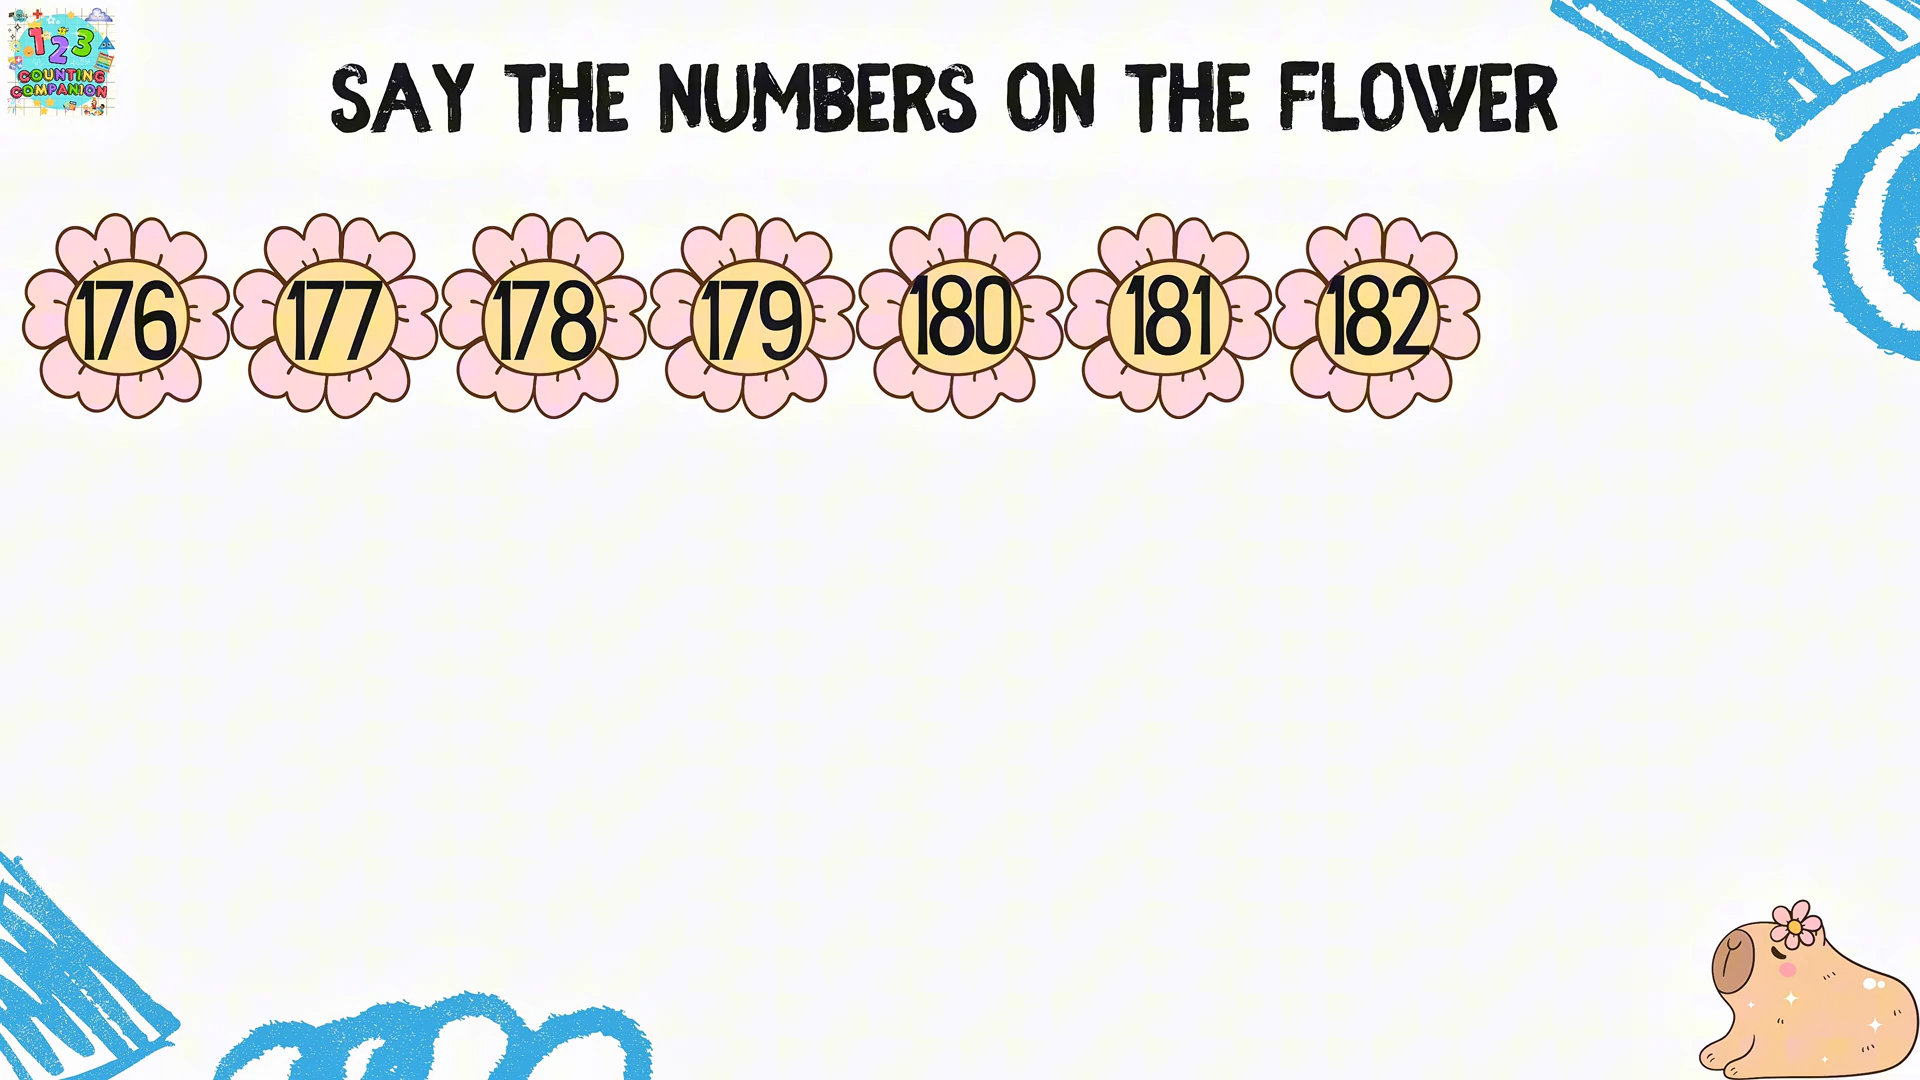 123
COUNTING
COMPANION
SAY THE NUMBERS ON THE FLOWER
176 177 178 179 180 181 182